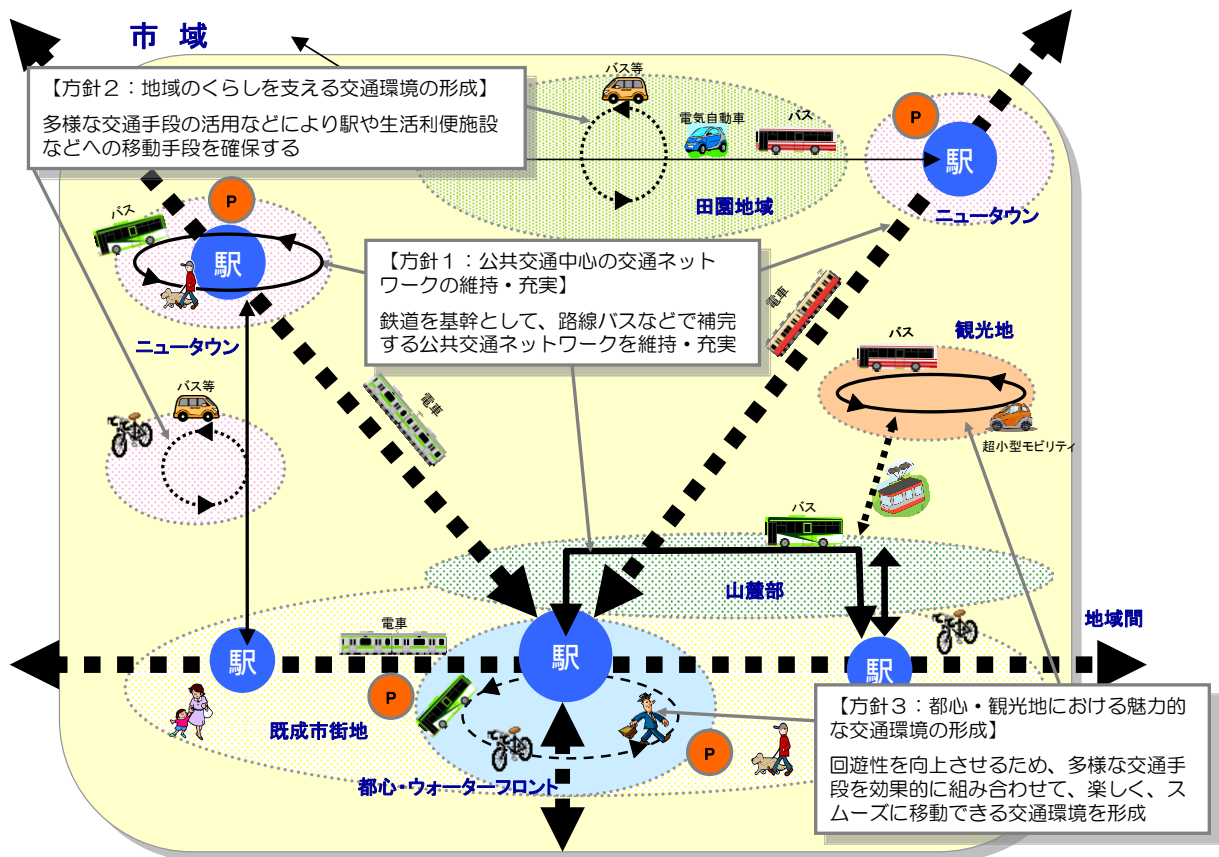 市 域
【方針２：地域のくらしを支える交通環境の形成】
多様な交通手段の活用などにより駅や生活利便施設
などへの移動手段を確保する
バス等
電気自動車
バス
田園地域
P
駅
ニュータウン
P
バス
駅
ニュータウン
【方針１：公共交通中心の交通ネット
ワークの維持・充実】
鉄道を基幹として、路線バスなどで補完
する公共交通ネットワークを維持・充実
電車
観光地
バス
超小型モビリティ
電車
バス等
バス
山麓部
地域間
駅
電車
駅
駅
P
既成市街地
都心・ウォーターフロント
P
【方針３：都心・観光地における魅力的
な交通環境の形成】
回遊性を向上させるため、多様な交通手
段を効果的に組み合わせて、楽しく、ス
ムーズに移動できる交通環境を形成